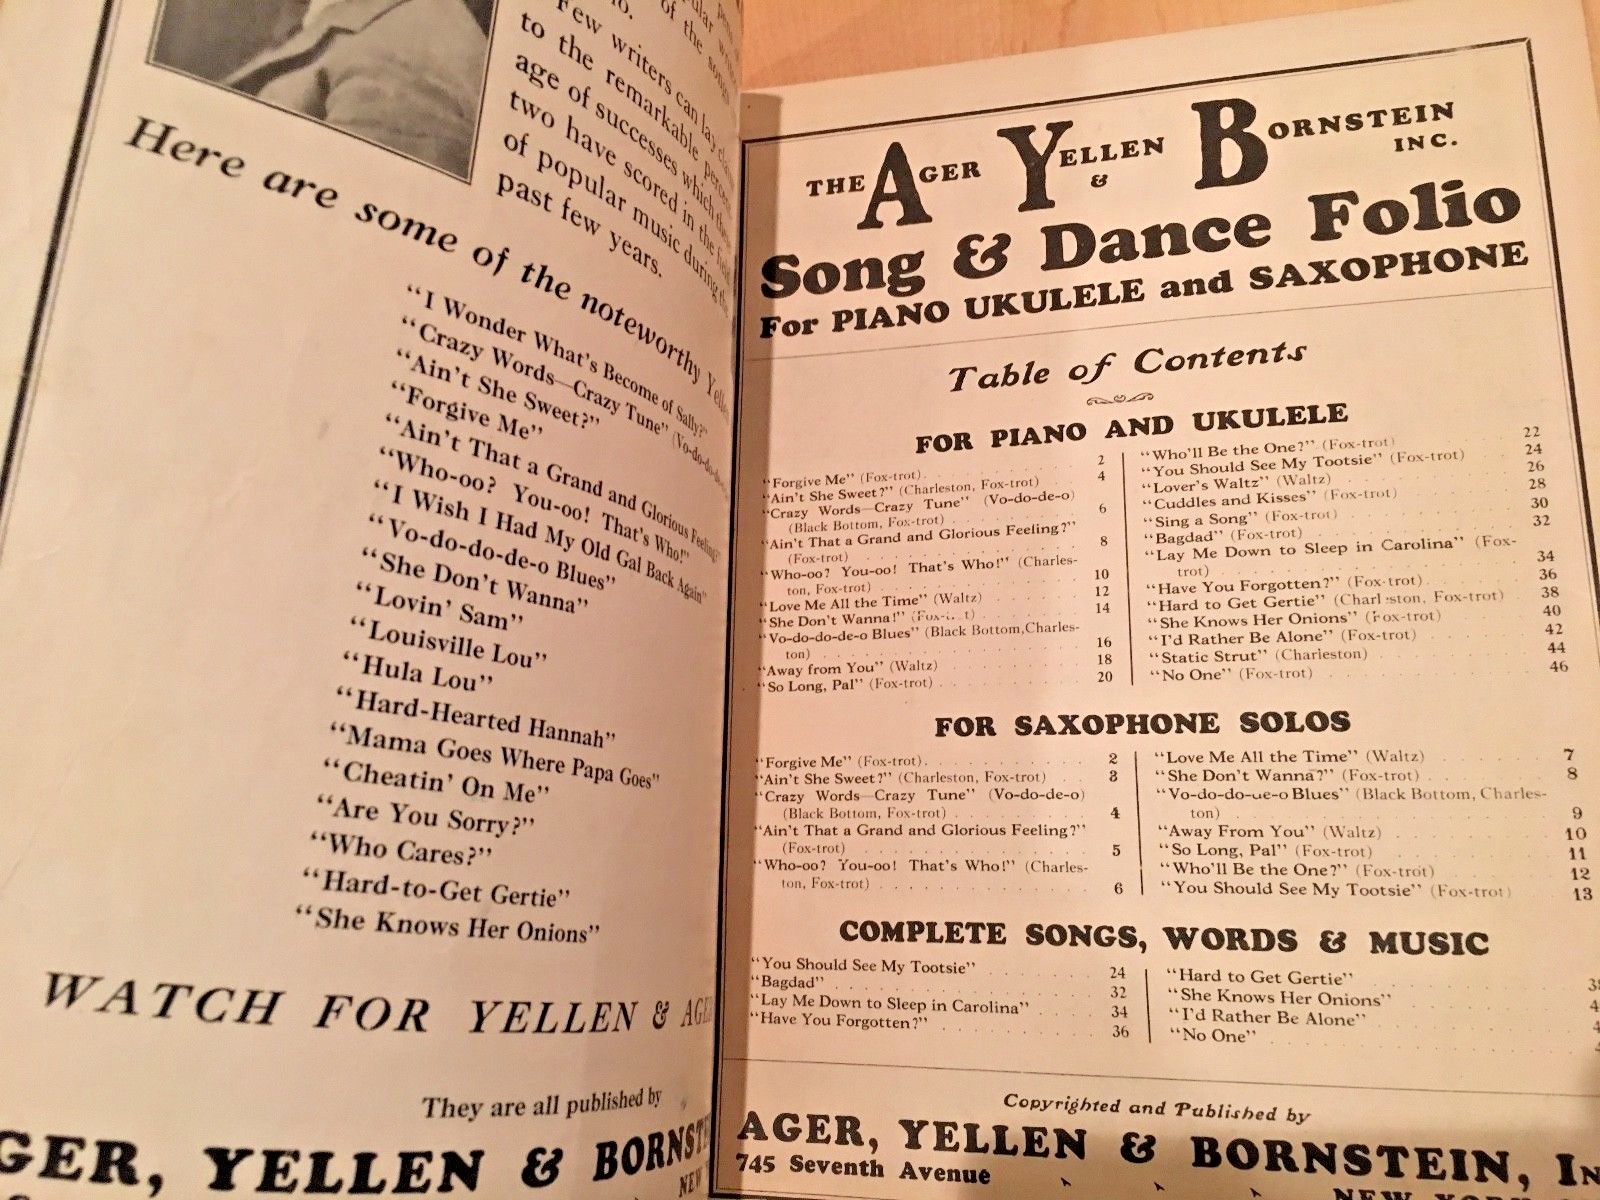 Few writers can lay
to the remarkable
age of successes which
two have scored in the
of popular music during
past few years.
Here are some of the noteworthy
"I Wonder What's Become of Sally?"
"Crazy Words—Crazy Tune"
"Ain't She Sweet?"
"Forgive Me"
"Ain't That a Grand and Glorious Feeling?"
"Who-oo? You-oo! That's Who!"
"I Wish I Had My Old Gal Back Again"
"Vo-do-do-de-o Blues"
"She Don't Wanna"
"Lovin' Sam"
"Louisville Lou"
"Hula Lou"
"Hard-Hearted Hannah"
"Mama Goes Where Papa Goes"
"Cheatin' On Me"
"Are You Sorry?"
"Who Cares?"
"Hard-to-Get Gertie"
"She Knows Her Onions"
WATCH FOR YELLEN &
They are all published by
YELLEN &
THE AGER YELLEN & BORNSTEIN INC.
Song & Dance Folio
For PIANO UKULELE and SAXOPHONE
Table of Contents
FOR PIANO AND UKULELE
"Forgive Me" (Fox-trot) 2
"Ain't She Sweet?" (Charleston, Fox-trot) 4
"Crazy Words—Crazy Tune" (Vo-do-de-o)
(Black Bottom, Fox-trot) 6
"Ain't That a Grand and Glorious Feeling?"
(Fox-trot) 8
"Who-oo? You-oo! That's Who!" (Charles-
ton, Fox-trot) 10
"Love Me All the Time" (Waltz) 12
"She Don't Wanna!" 14
"Vo-do-do-de-o Blues" (Black Bottom, Charles-
ton) 16
"Away from You" (Waltz) 18
"So Long, Pal" (Fox-trot) 20
"Who'll Be the One?" (Fox-trot) 22
"You Should See My Tootsie" (Fox-trot) 24
"Lover's Waltz" (Waltz) 26
"Cuddles and Kisses" (Fox-trot) 28
"Sing a Song" (Fox-trot) 30
"Bagdad" (Fox-trot) 32
"Lay Me Down to Sleep in Carolina" (Fox-
trot) 34
"Have You Forgotten?" (Fox-trot) 36
"Hard to Get Gertie" (Charleston, Fox-trot) 38
"She Knows Her Onions" (Fox-trot) 40
"I'd Rather Be Alone" (Fox-trot) 42
"Static Strut" (Charleston) 44
"No One" (Fox-trot) 46
FOR SAXOPHONE SOLOS
"Forgive Me" (Fox-trot) 2
"Ain't She Sweet?" (Charleston, Fox-trot) 3
"Crazy Words—Crazy Tune" (Vo-do-de-o)
(Black Bottom, Fox-trot) 4
"Ain't That a Grand and Glorious Feeling?"
(Fox-trot) 5
"Who-oo? You-oo! That's Who!" (Charles-
ton, Fox-trot) 6
"Love Me All the Time" (Waltz) 7
"She Don't Wanna?" (Fox-trot) 8
"Vo-do-do-de-o Blues" (Black Bottom, Charles-
ton) 9
"Away From You" (Waltz) 10
"So Long, Pal" (Fox-trot) 11
"Who'll Be the One?" (Fox-trot) 12
"You Should See My Tootsie" (Fox-trot) 13
COMPLETE SONGS, WORDS & MUSIC
"You Should See My Tootsie" 24
"Bagdad" 32
"Lay Me Down to Sleep in Carolina" 34
"Have You Forgotten?" 36
"Hard to Get Gertie"
"She Knows Her Onions"
"I'd Rather Be Alone"
"No One"
Copyrighted and Published by
AGER, YELLEN & BORNSTEIN,
745 Seventh Avenue